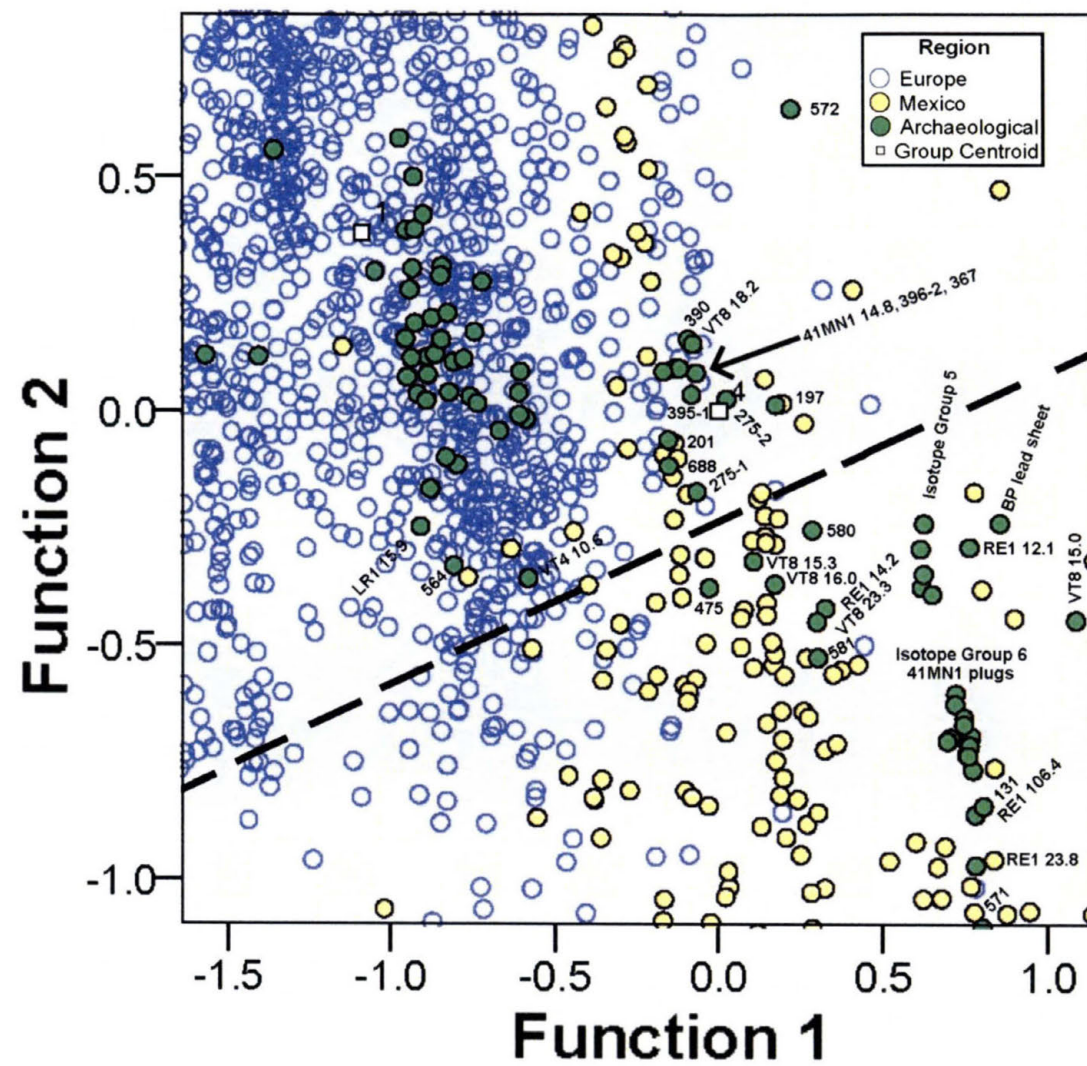 Region
Europe
Mexico
Archaeological
Group Centroid
572
0.5
1
390
VT8 18.2
41MN1 14.8, 396-2, 367
0.0
4
197
395-1
275-2
201
688
275-1
Isotope Group 5
BP lead sheet
580
RE1 12.1
LR1 15.9
564
VT4 10.6
VT8 15.3
VT8 16.0
RE1 14.2
VT8 23.3
VT8 15.0
475
581
-0.5
Isotope Group 6
41MN1 plugs
131
RE1 106.4
RE1 23.8
-1.0
571
-1.5
-1.0
-0.5
0.0
0.5
1.0
Function 1
Function 2